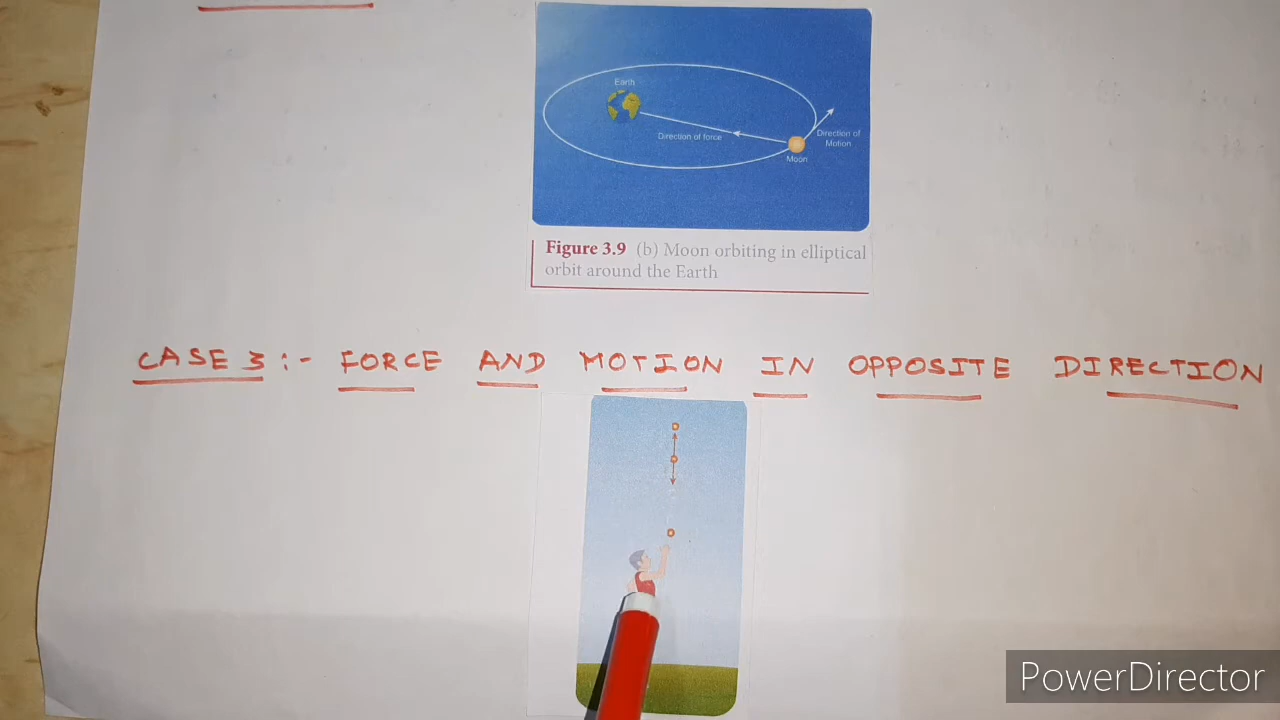 Earth
Direction of force
Direction of
Motion
Moon
Figure 3.9 (b) Moon orbiting in elliptical
orbit around the Earth
CASE 3 :- FORCE AND MOTION IN OPPOSITE DIRECTION
PowerDirector